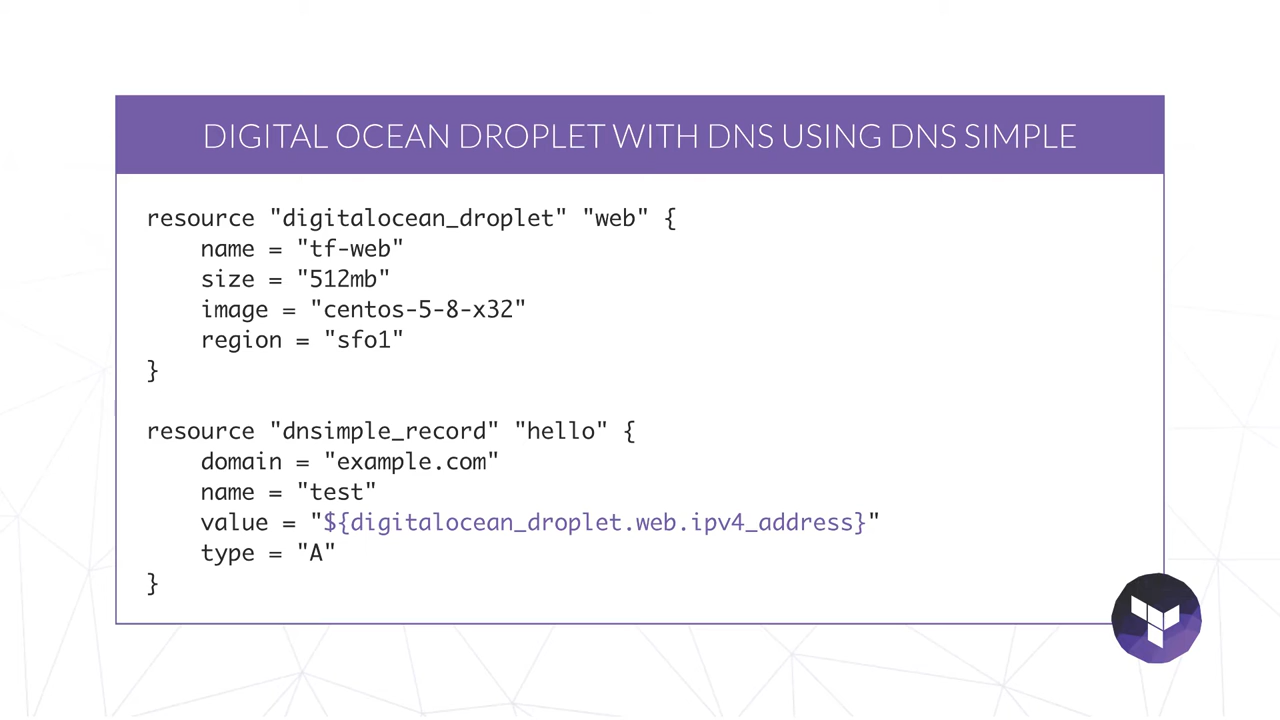 DIGITAL OCEAN DROPLET WITH DNS USING DNS SIMPLE
resource "digitalocean_droplet" "web" {
    name = "tf-web"
    size = "512mb"
    image = "centos-5-8-x32"
    region = "sfo1"
}
resource "dnsimple_record" "hello" {
    domain = "example.com"
    name = "test"
    value = "${digitalocean_droplet.web.ipv4_address}"
    type = "A"
}